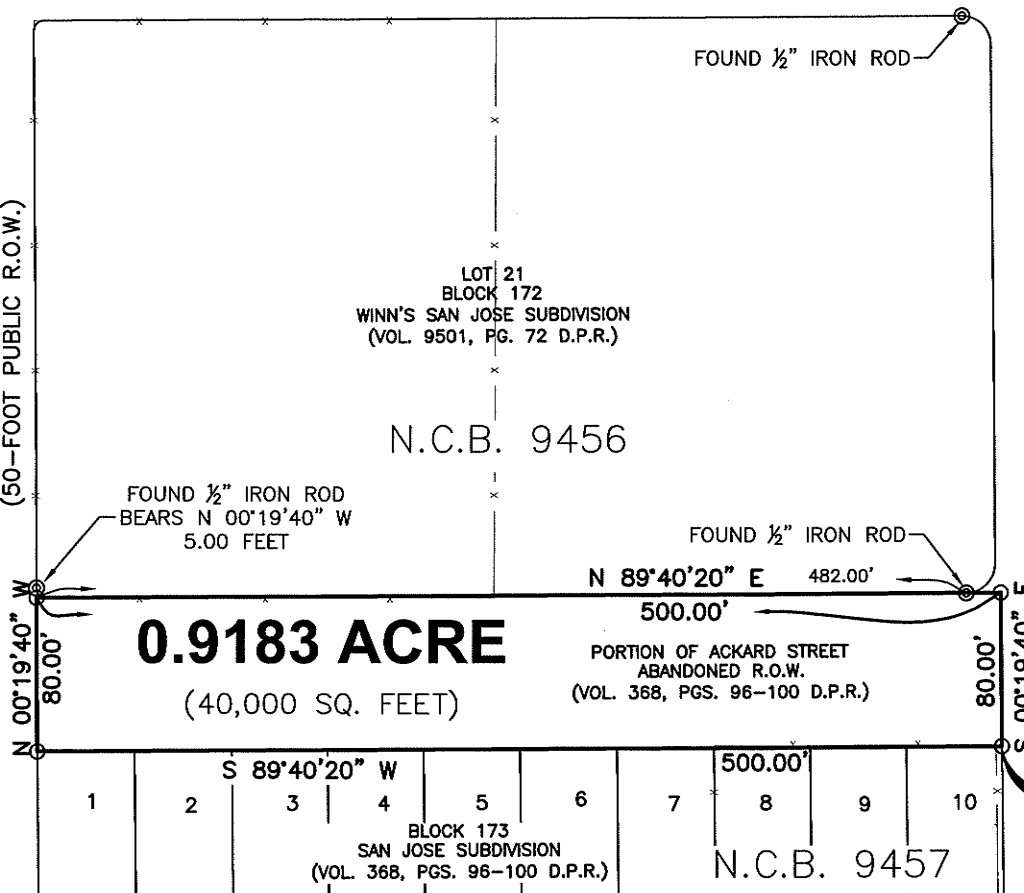 FOUND ½" IRON ROD
(50-FOOT PUBLIC R.O.W.)
LOT 21
BLOCK 172
WINN'S SAN JOSE SUBDIVISION
(VOL. 9501, PG. 72 D.P.R.)
N.C.B. 9456
FOUND ½" IRON ROD
BEARS N 00°19'40" W
5.00 FEET
FOUND ½" IRON ROD
N 89°40'20" E 482.00'
500.00'
N 00°19'40" W
80.00'
0.9183 ACRE
(40,000 SQ. FEET)
PORTION OF ACKARD STREET
ABANDONED R.O.W.
(VOL. 368, PGS. 96-100 D.P.R.)
80.00'
S 00°19'40" E
S 89°40'20" W
500.00'
1 2 3 4 5 6 7 8 9 10
BLOCK 173
SAN JOSE SUBDIVISION
(VOL. 368, PGS. 96-100 D.P.R.)
N.C.B. 9457